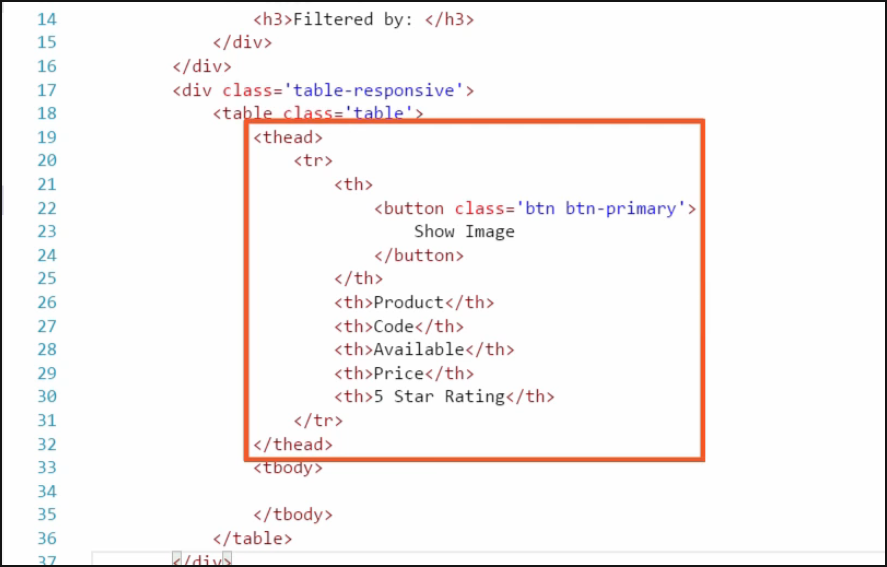 14 <h3>Filtered by: </h3>
15 </div>
16 </div>
17 <div class='table-responsive'>
18 <table class='table'>
19 <thead>
20 <tr>
21 <th>
22 <button class='btn btn-primary'>
23 Show Image
24 </button>
25 </th>
26 <th>Product</th>
27 <th>Code</th>
28 <th>Available</th>
29 <th>Price</th>
30 <th>5 Star Rating</th>
31 </tr>
32 </thead>
33 <tbody>
34
35 </tbody>
36 </table>
37 </div>